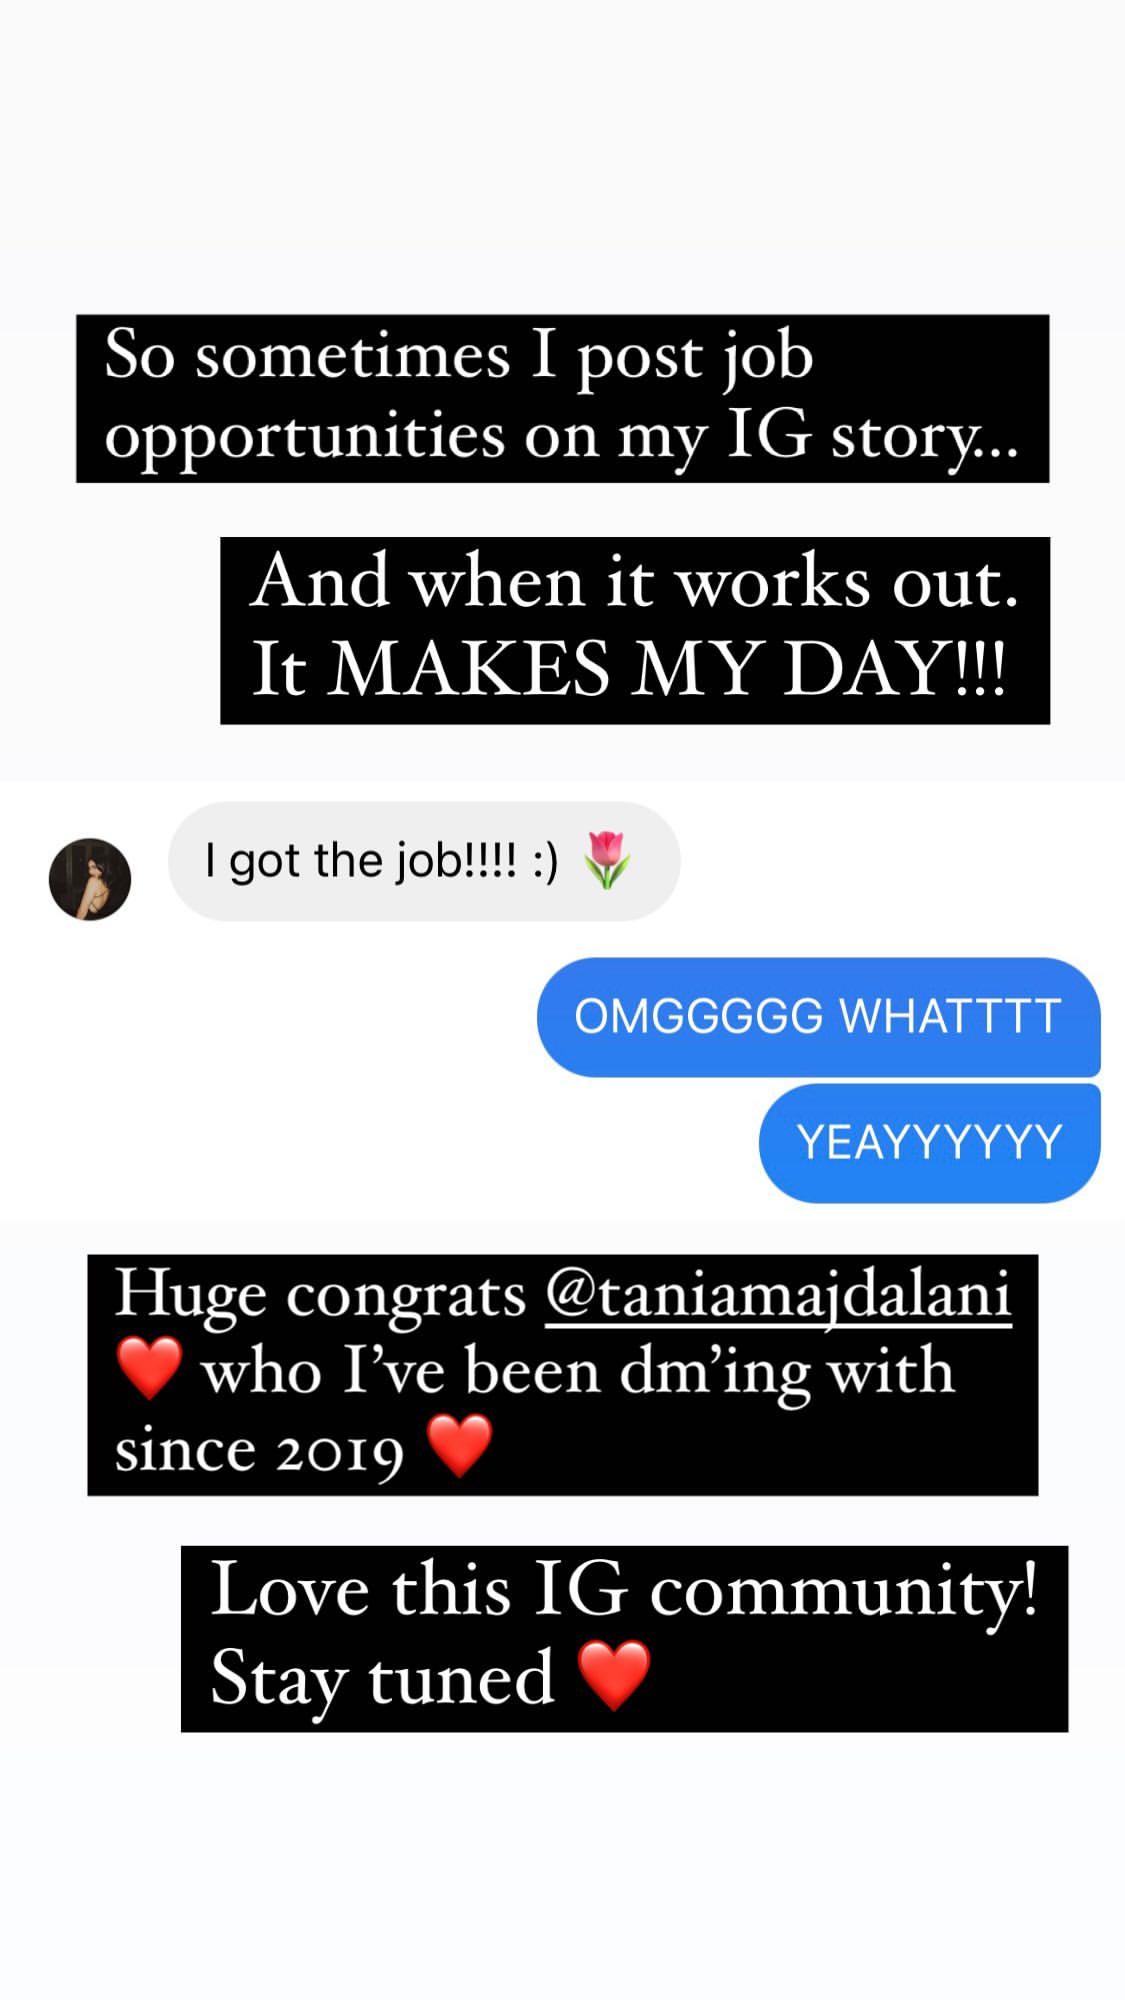 So sometimes I post job
opportunities on my IG story...
And when it works out.
It MAKES MY DAY!!!
I got the job!!!! :) 🌷
OMGGGGG WHATTTT
YEAYYYYYY
Huge congrats @taniamajdalani
❤️ who I’ve been dm’ing with
since 2019 ❤️
Love this IG community!
Stay tuned ❤️